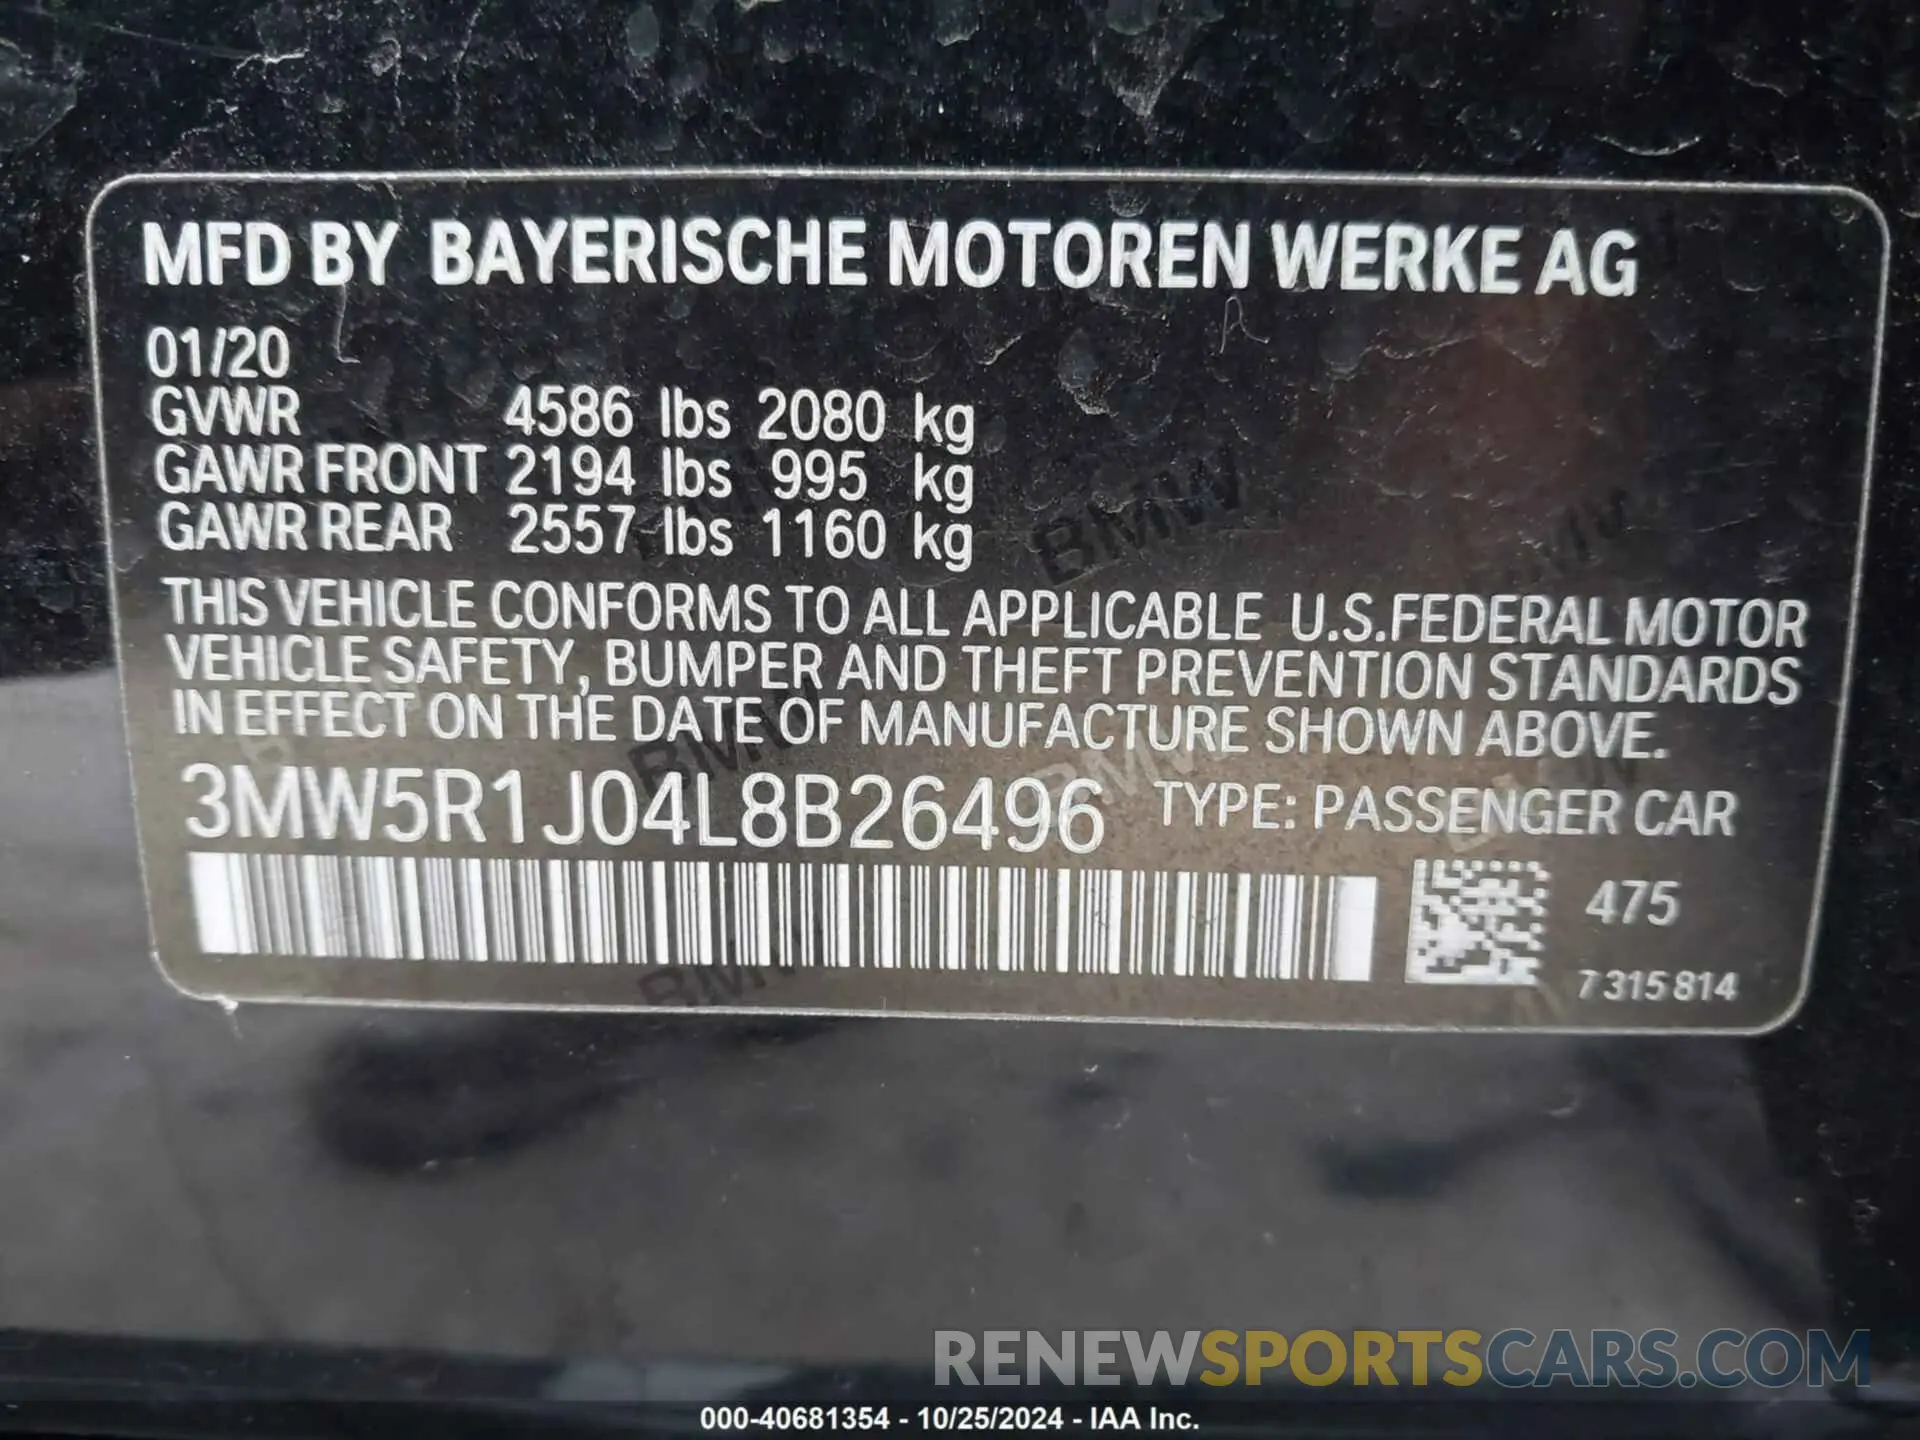 MFD BY BAYERISCHE MOTOREN WERKE AG
01/20
GVWR 4586 lbs 2080 kg
GAWR FRONT 2194 lbs 995 kg
GAWR REAR 2557 lbs 1160 kg
THIS VEHICLE CONFORMS TO ALL APPLICABLE U.S.FEDERAL MOTOR
VEHICLE SAFETY, BUMPER AND THEFT PREVENTION STANDARDS
IN EFFECT ON THE DATE OF MANUFACTURE SHOWN ABOVE.
3MW5R1J04L8B26496 TYPE: PASSENGER CAR
475
7 315 814
RENEWSPORTSCARS.COM
000-40681354 - 10/25/2024 - IAA Inc.